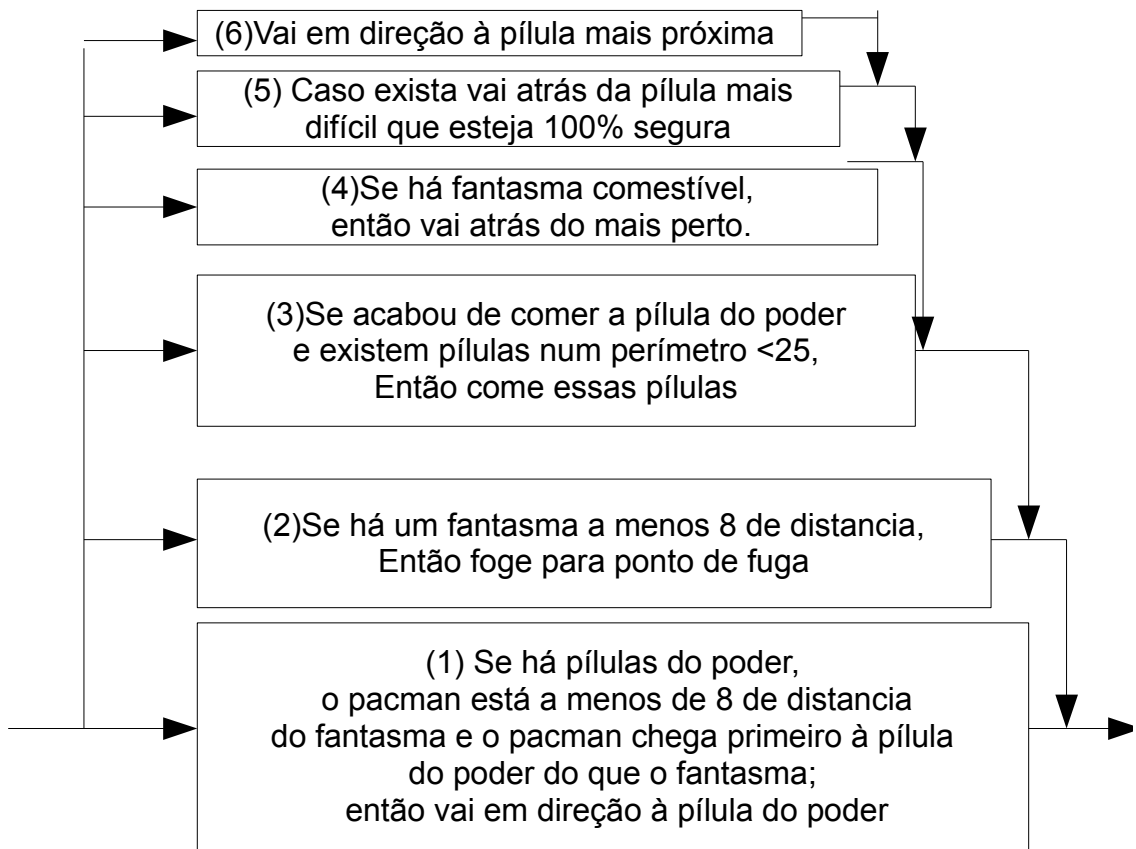 (6)Vai em direção à pílula mais próxima
(5) Caso exista vai atrás da pílula mais
difícil que esteja 100% segura
(4)Se há fantasma comestível,
então vai atrás do mais perto.
(3)Se acabou de comer a pílula do poder
e existem pílulas num perímetro <25,
Então come essas pílulas
(2)Se há um fantasma a menos 8 de distancia,
Então foge para ponto de fuga
(1) Se há pílulas do poder,
o pacman está a menos de 8 de distancia
do fantasma e o pacman chega primeiro à pílula
do poder do que o fantasma;
então vai em direção à pílula do poder